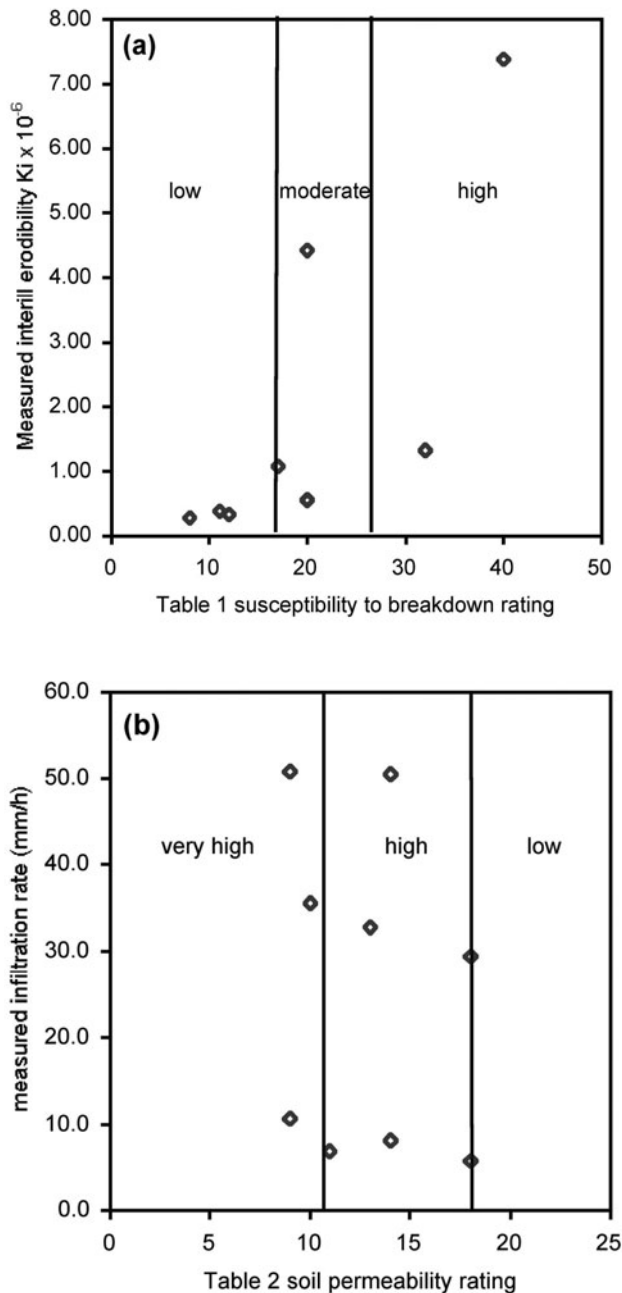 (a)
Measured interill erodibility Ki x 10-6
8.00
7.00
6.00
5.00
4.00
3.00
2.00
1.00
0.00
low
moderate
high
0 10 20 30 40 50
Table 1 susceptibility to breakdown rating
(b)
measured infiltration rate (mm/h)
60.0
50.0
40.0
30.0
20.0
10.0
0.0
very high
high
low
0 5 10 15 20 25
Table 2 soil permeability rating